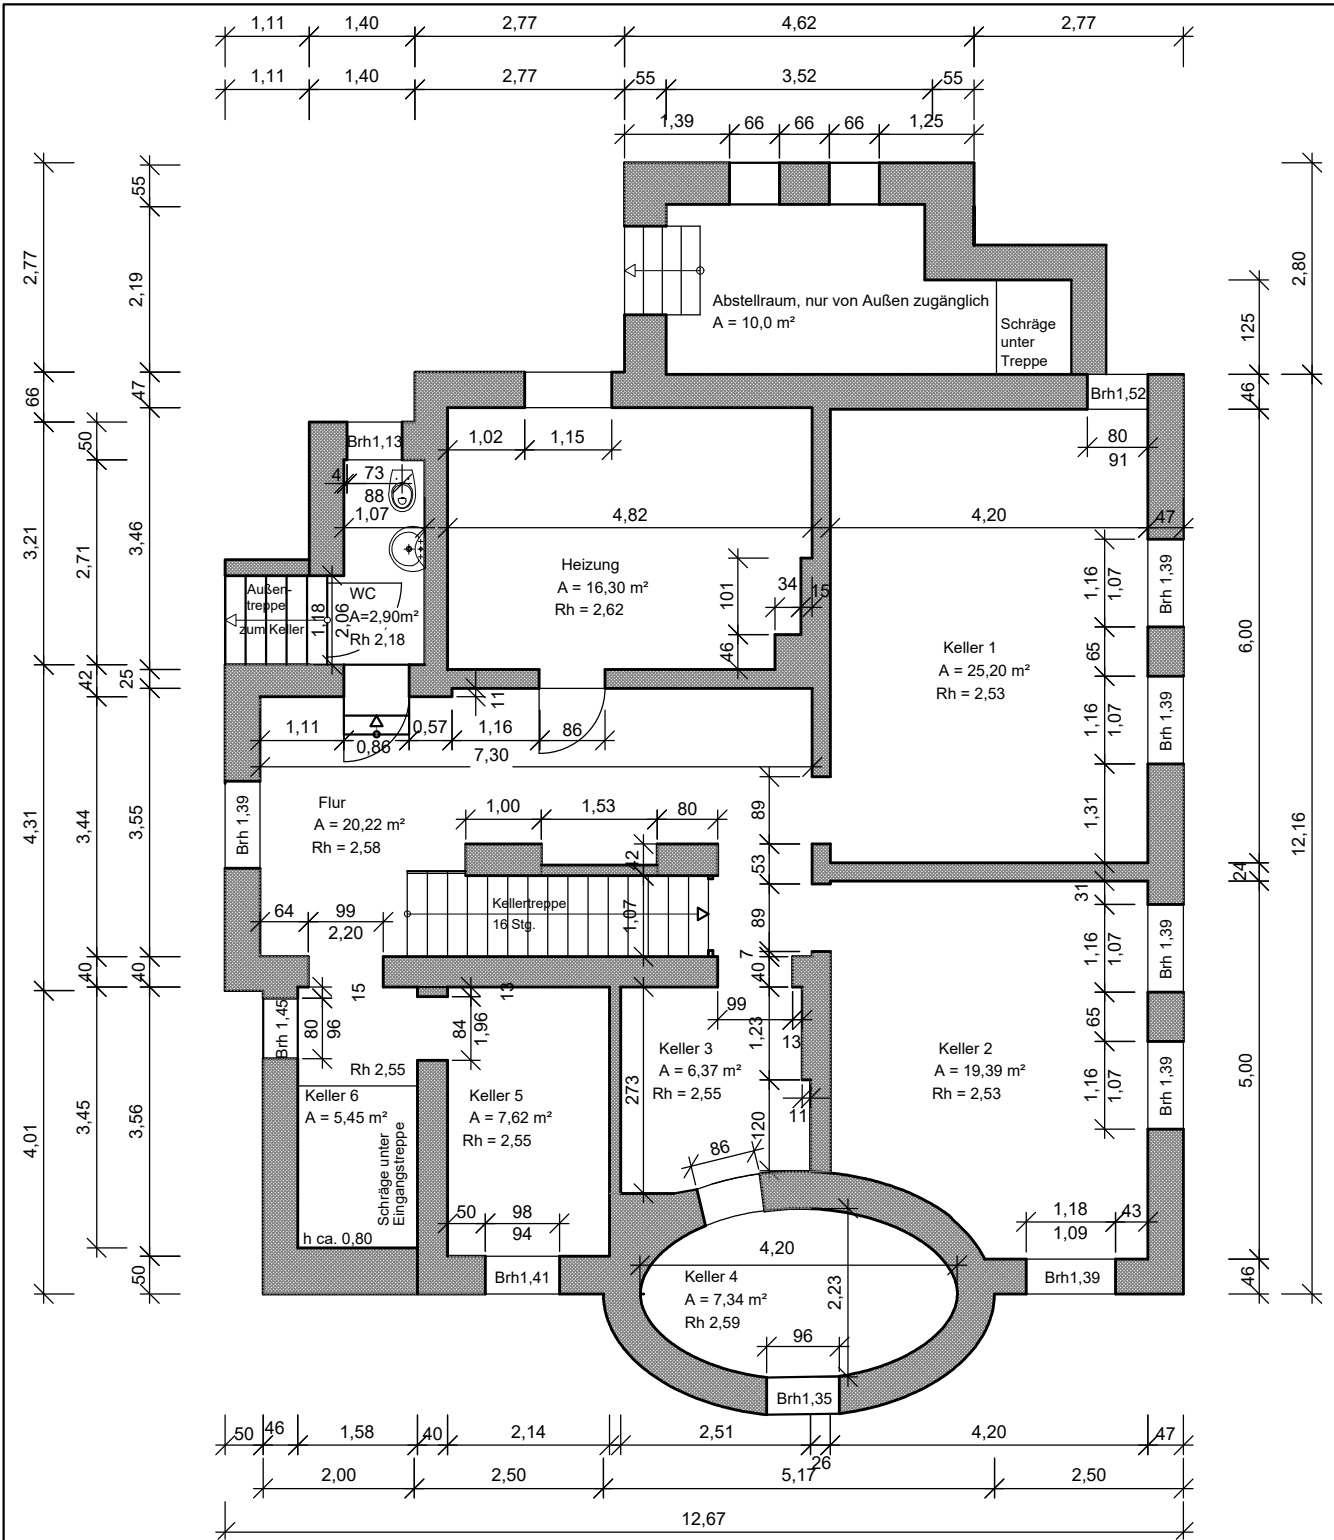 1,11 1,40 2,77 4,62 2,77
1,11 1,40 2,77 55 3,52 55
1,39 66 66 66 1,25
55
2,77
2,19
2,80
Abstellraum, nur von Außen zugänglich
A = 10,0 m²
Schräge
unter
Treppe
125
66
47
46
Brh1,52
50
Brh1,13
1,02 1,15
80
91
4 73
88
1,07
4,82
4,20
47
3,21
2,71
3,46
Heizung
A = 16,30 m²
Rh = 2,62
101
34
15
46
1,16
1,07
Brh 1,39
6,00
Außen-
treppe
zum Keller
1,18
2,06
WC
A=2,90m²
Rh 2,18
Keller 1
A = 25,20 m²
Rh = 2,53
65
42
25
11
1,16
1,07
Brh 1,39
1,11 0,86 0,57 1,16 86
7,30
Brh 1,39
Flur
A = 20,22 m²
Rh = 2,58
1,00 1,53 80
89
1,31
4,31
3,44
3,55
12,16
42
53
24
31
Kellertreppe
16 Stg.
1,07
89
64 99
2,20
1,16
1,07
Brh 1,39
40
40
7
40
15
13
Brh 1,45
80
96
84
1,96
99
1,23
13
65
Rh 2,55
Keller 3
A = 6,37 m²
Rh = 2,55
Keller 2
A = 19,39 m²
Rh = 2,53
Keller 6
A = 5,45 m²
Keller 5
A = 7,62 m²
Rh = 2,55
273
11
120
1,16
1,07
Brh 1,39
5,00
4,01
3,45
3,56
Schräge unter
Eingangstreppe
86
50 98
94
1,18
1,09
43
h ca. 0,80
4,20
50
Brh1,41
Keller 4
A = 7,34 m²
Rh 2,59
2,23
Brh1,39
46
96
Brh1,35
50 46 1,58 40 2,14 2,51 26 4,20 47
2,00 2,50 5,17 2,50
12,67